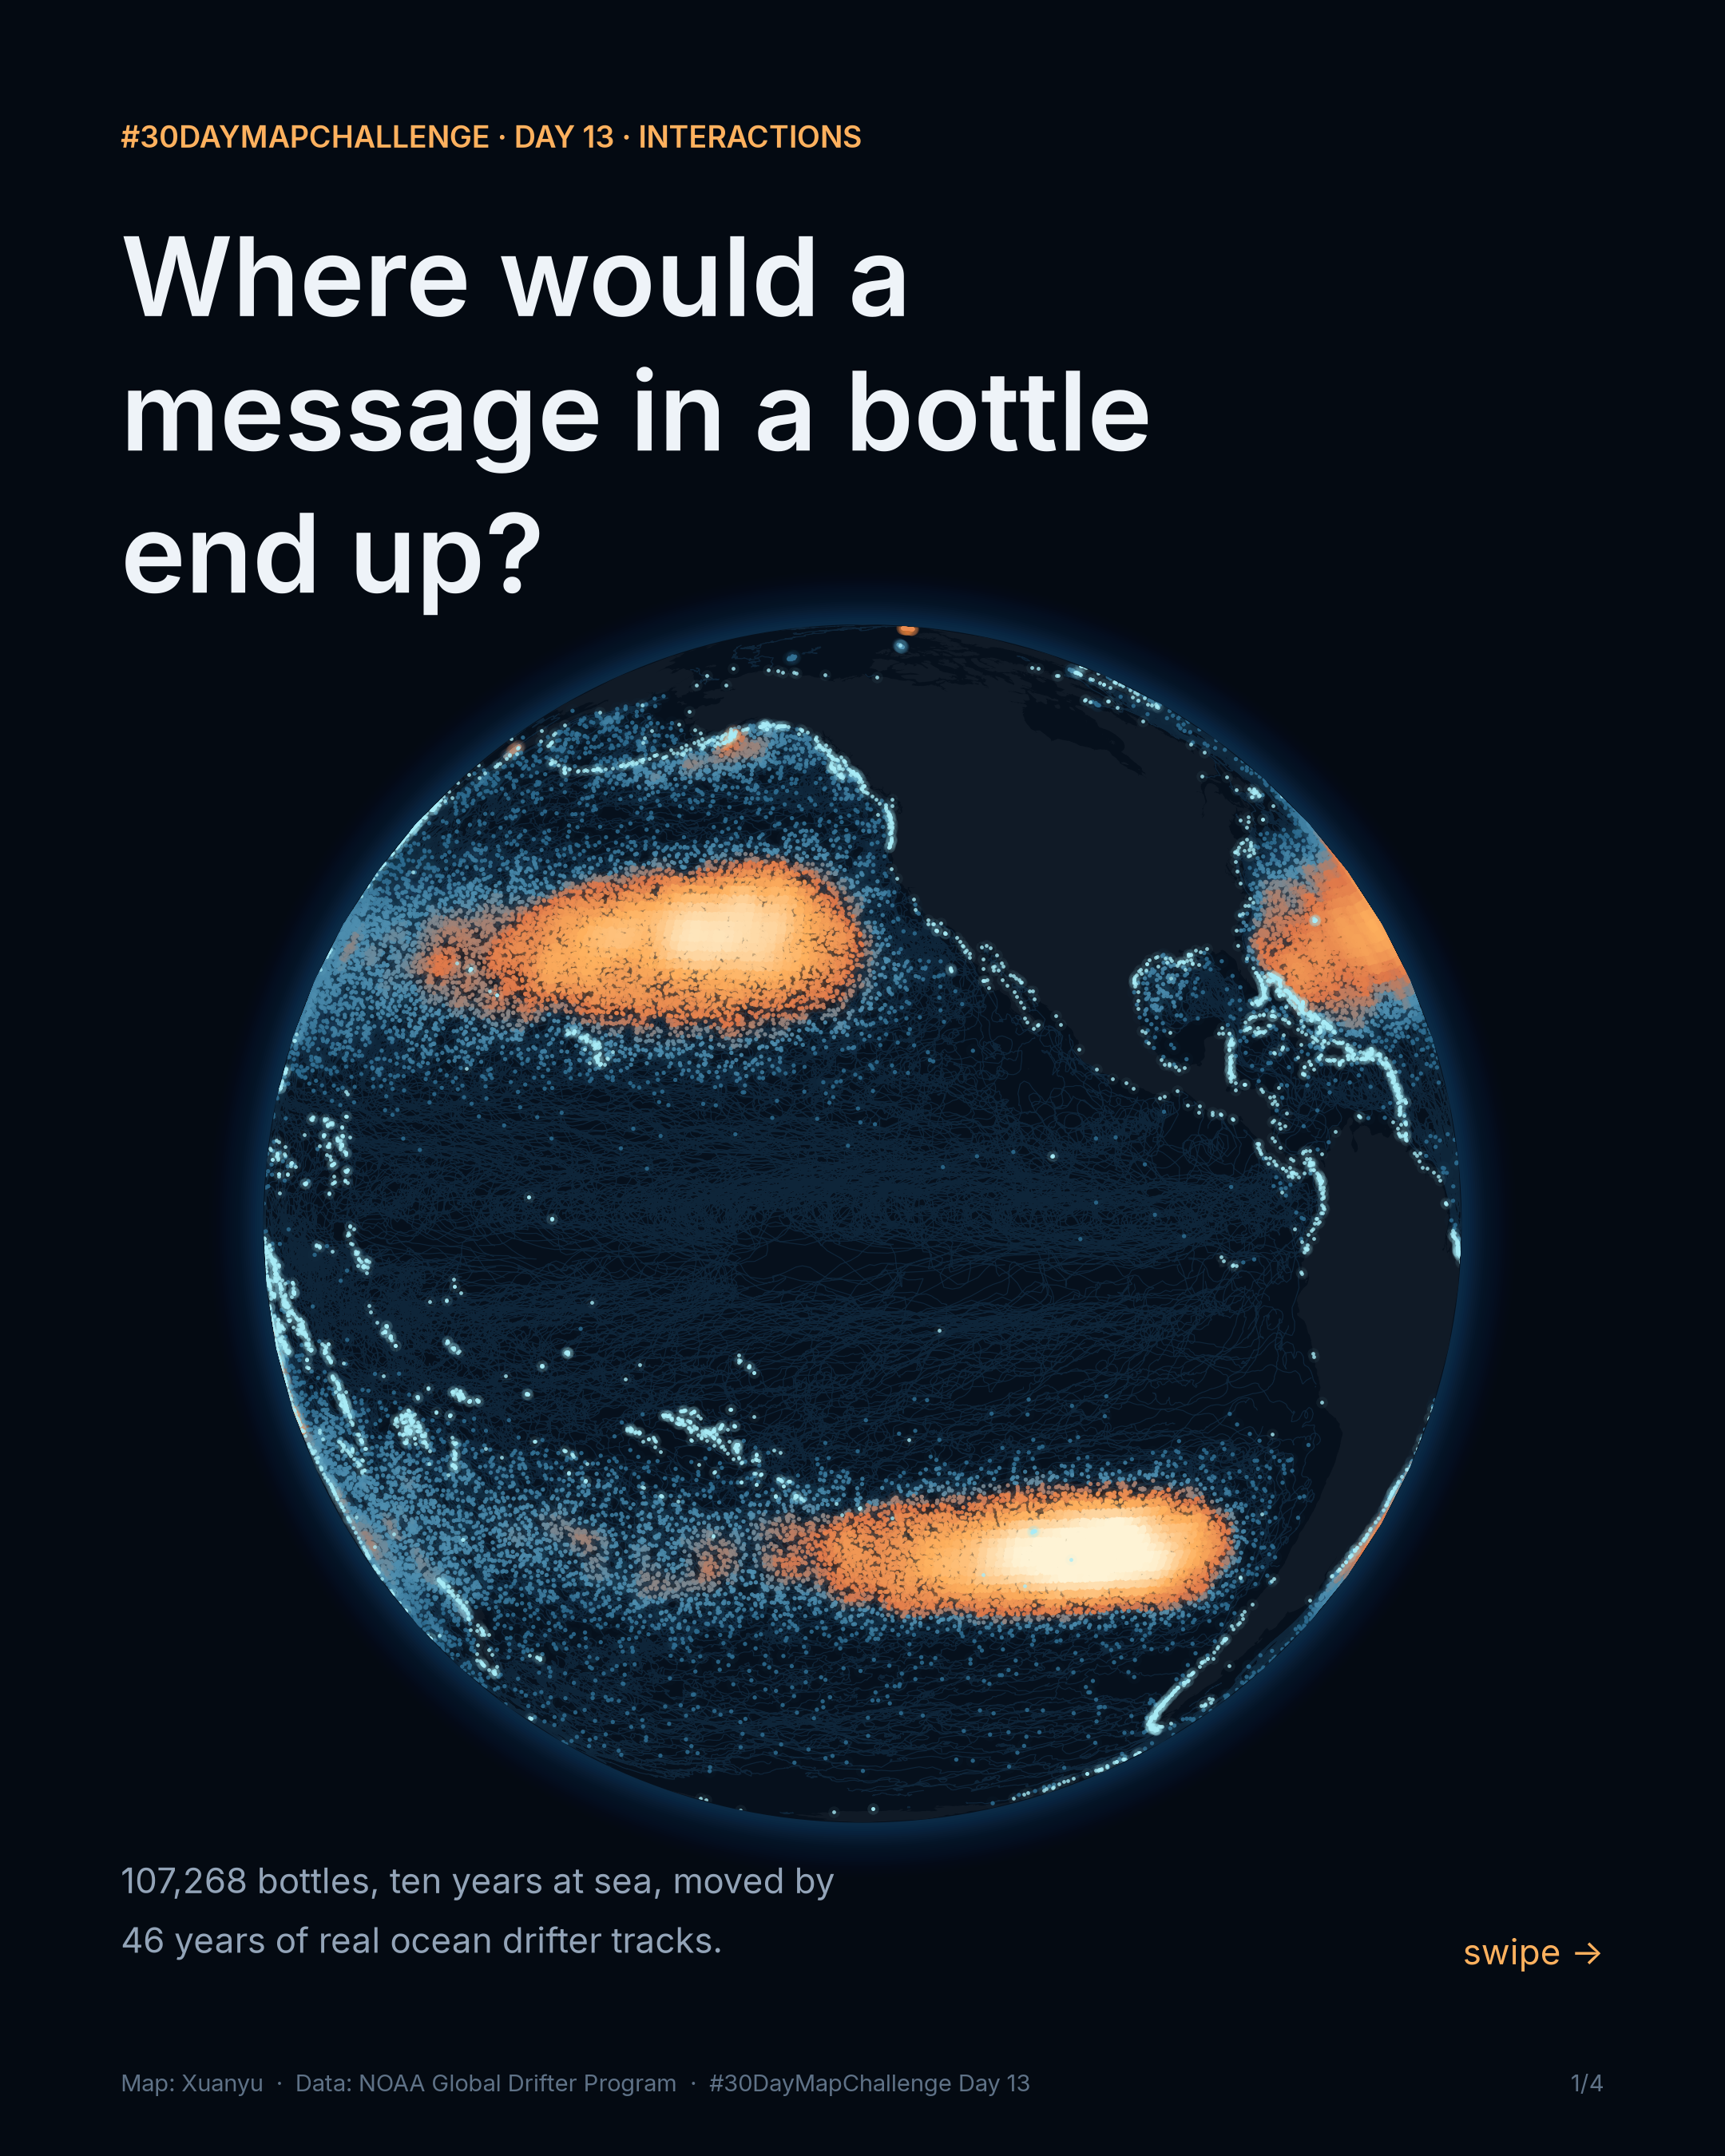 #30DAYMAPCHALLENGE · DAY 13 · INTERACTIONS
Where would a
message in a bottle
end up?
107,268 bottles, ten years at sea, moved by
46 years of real ocean drifter tracks.
swipe →
Map: Xuanyu · Data: NOAA Global Drifter Program · #30DayMapChallenge Day 13
1/4